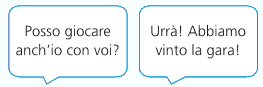 Posso giocare
anch'io con voi?
Urrà! Abbiamo
vinto la gara!